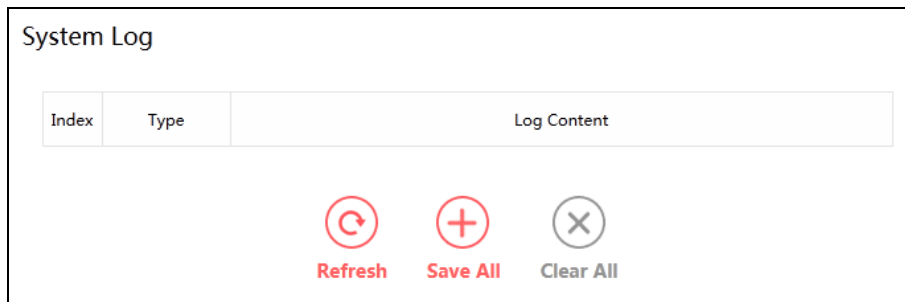 System Log
Index Type Log Content
Refresh Save All Clear All